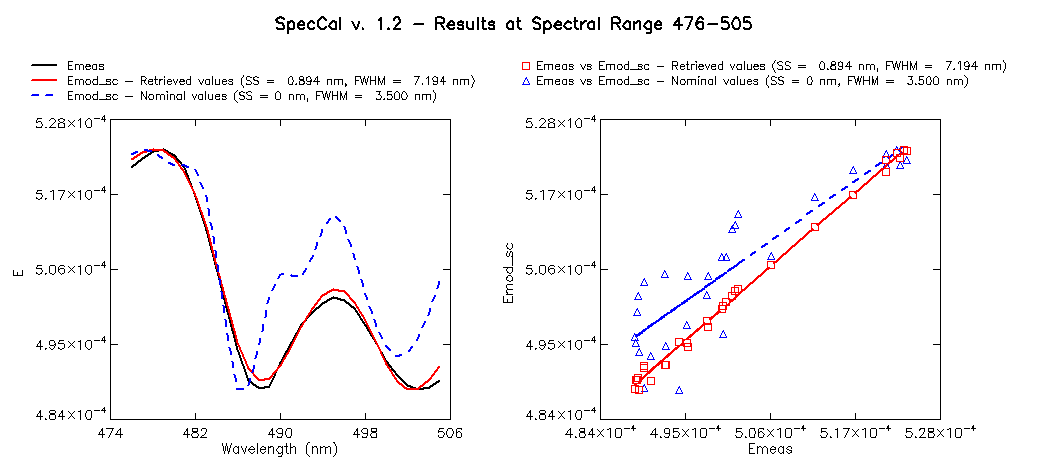 SpecCal v. 1.2 – Results at Spectral Range 476–505
Emeas
Emod_sc – Retrieved values (SS = 0.894 nm, FWHM = 7.194 nm)
Emod_sc – Nominal values (SS = 0 nm, FWHM = 3.500 nm)
Emeas vs Emod_sc – Retrieved values (SS = 0.894 nm, FWHM = 7.194 nm)
Emeas vs Emod_sc – Nominal values (SS = 0 nm, FWHM = 3.500 nm)
5.28×10⁻⁴
5.17×10⁻⁴
5.06×10⁻⁴
4.95×10⁻⁴
4.84×10⁻⁴
E
474 482 490 498 506
Wavelength (nm)
5.28×10⁻⁴
5.17×10⁻⁴
5.06×10⁻⁴
4.95×10⁻⁴
4.84×10⁻⁴
Emod_sc
4.84×10⁻⁴ 4.95×10⁻⁴ 5.06×10⁻⁴ 5.17×10⁻⁴ 5.28×10⁻⁴
Emeas